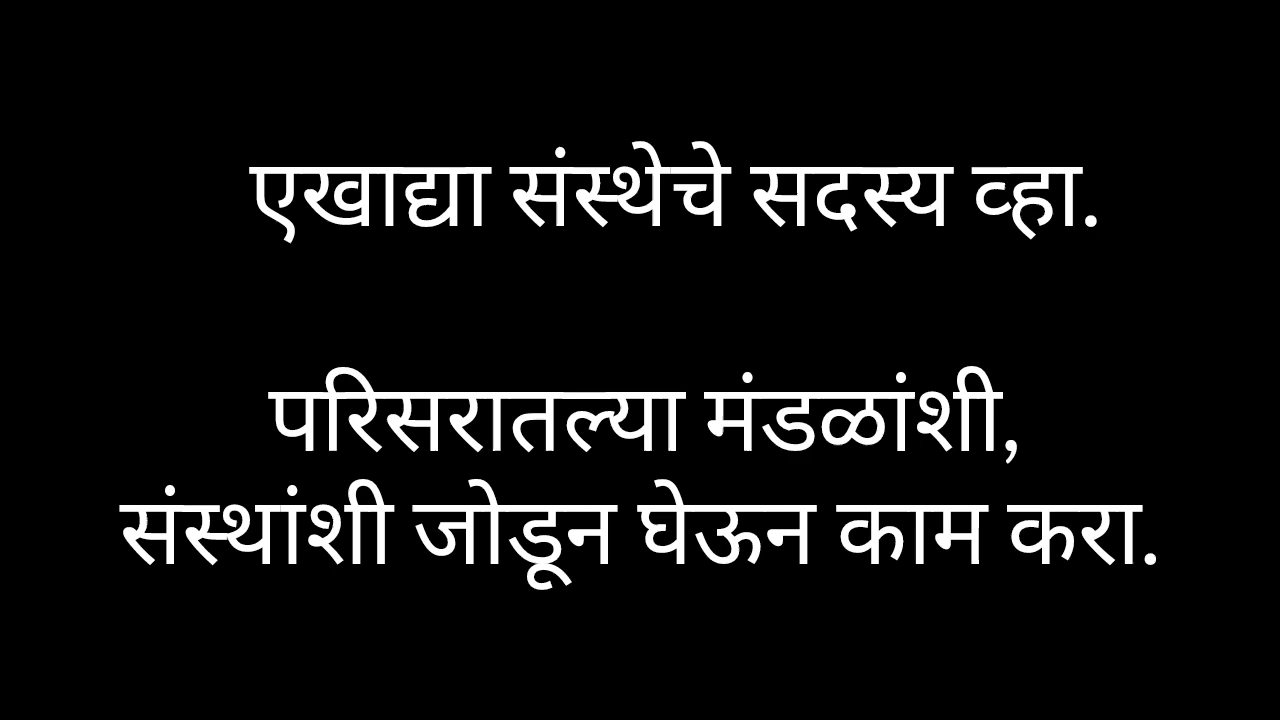 एखाद्या संस्थेचे सदस्य व्हा.
परिसरातल्या मंडळांशी,
संस्थांशी जोडून घेऊन काम करा.